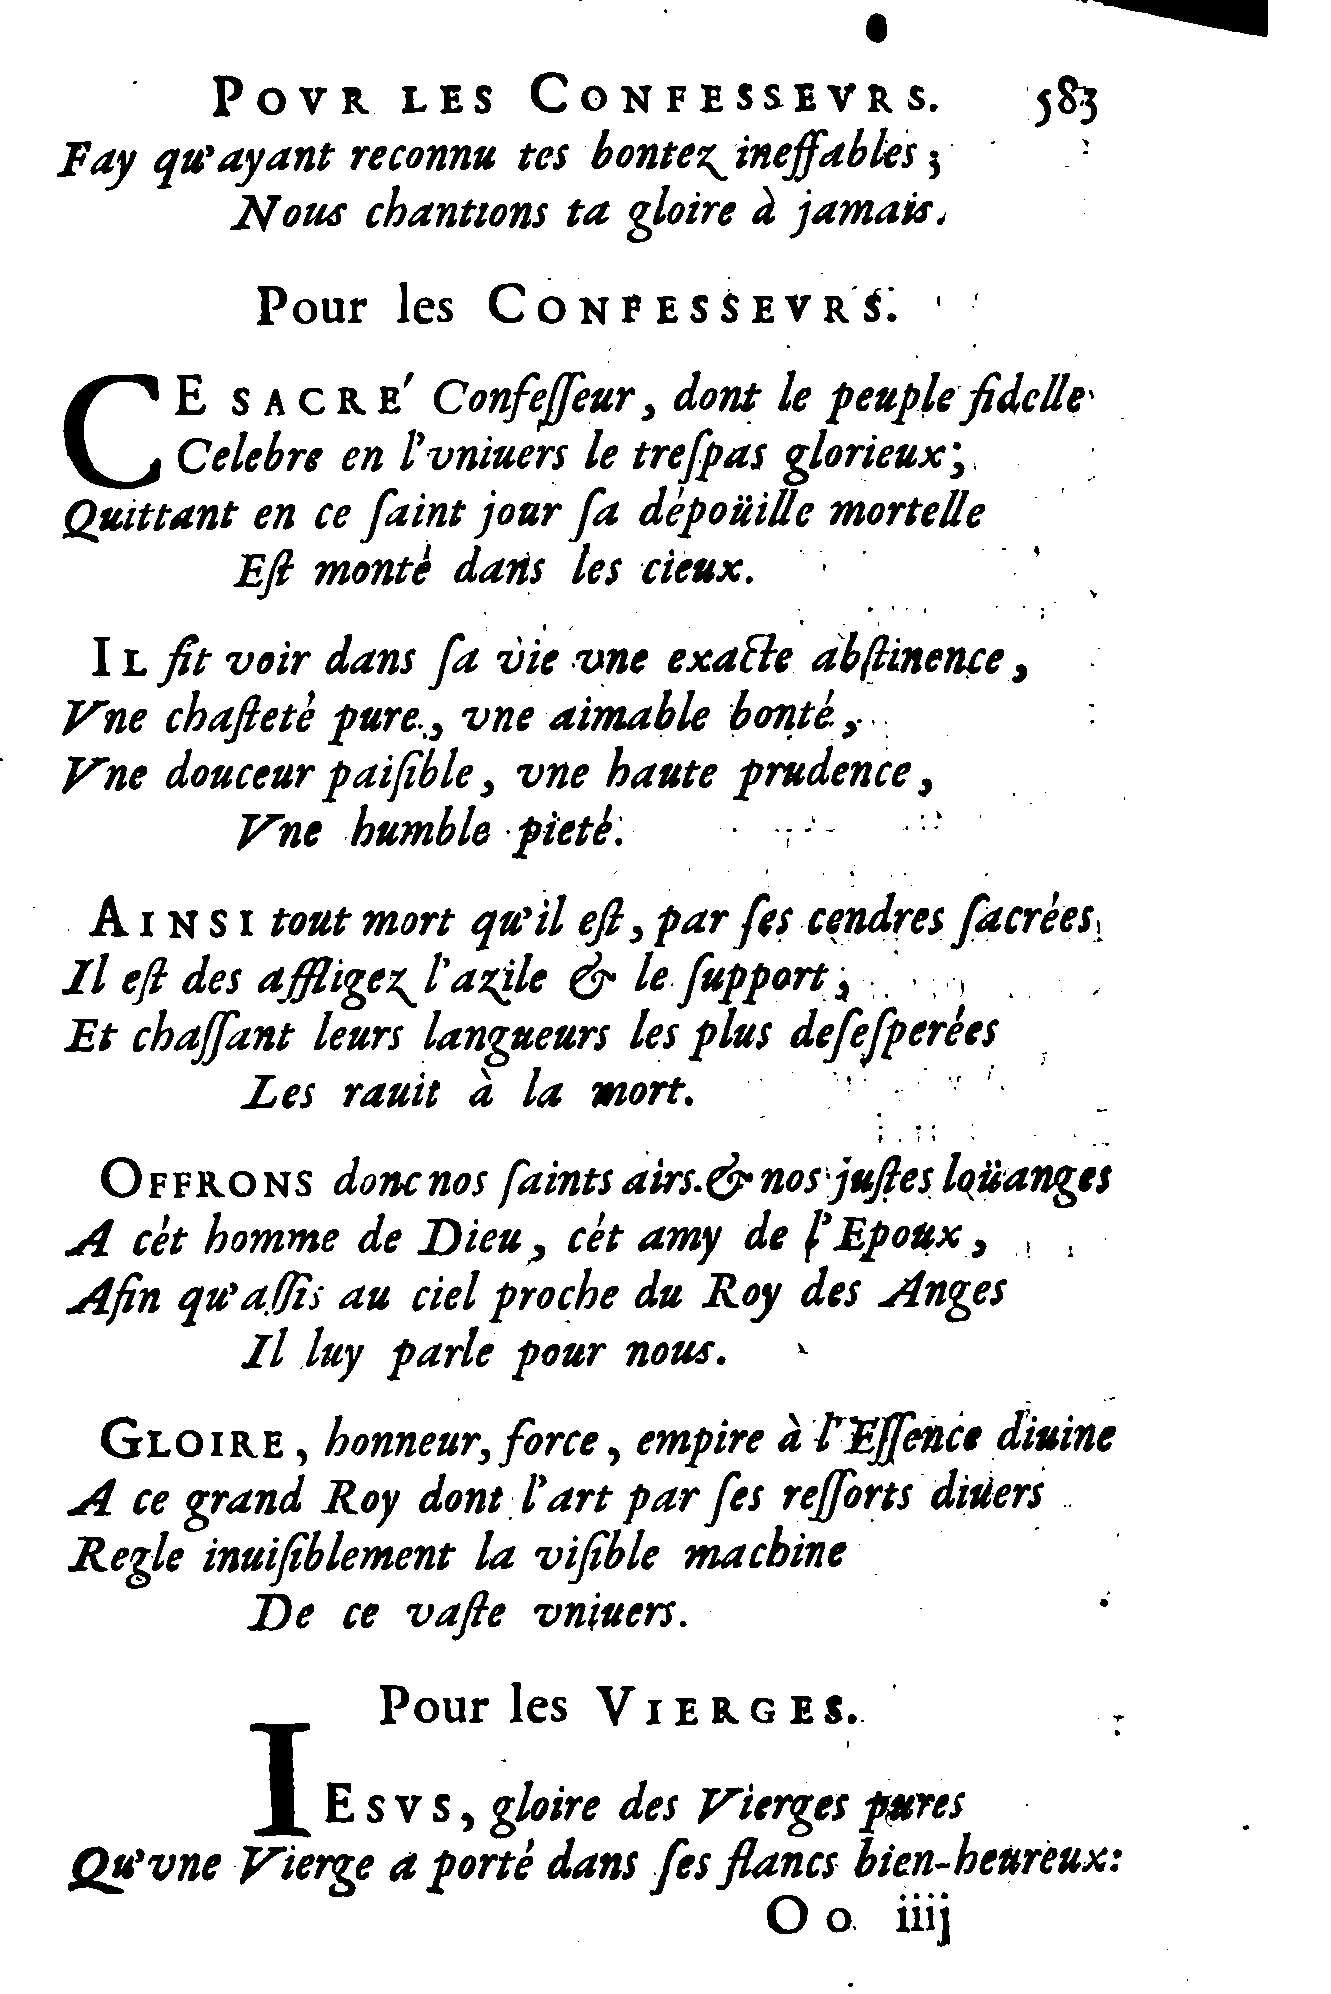 POVR LES CONFESSEVRS. 583
Fay qu'ayant reconnu tes bontez ineffables ;
Nous chantions ta gloire à jamais.
Pour les CONFESSEVRS.
CE SACRÉ Confeſſeur, dont le peuple fidelle
Celebre en l'vniuers le treſpas glorieux ;
Quittant en ce ſaint jour ſa dépoüille mortelle
Eſt monté dans les cieux.
IL fit voir dans ſa vie vne exacte abſtinence,
Vne chaſteté pure, vne aimable bonté,
Vne douceur paiſible, vne haute prudence,
Vne humble pieté.
AINSI tout mort qu'il eſt, par ſes cendres ſacrées,
Il eſt des affligez l'azile & le ſupport ;
Et chaſſant leurs langueurs les plus deſeſperées
Les rauit à la mort.
OFFRONS donc nos ſaints airs & nos juſtes loüanges
A cét homme de Dieu, cét amy de l'Epoux,
Afin qu'aſſis au ciel proche du Roy des Anges
Il luy parle pour nous.
GLOIRE, honneur, force, empire à l'Eſſence diuine
A ce grand Roy dont l'art par ſes reſſorts diuers
Regle inuiſiblement la viſible machine
De ce vaſte vniuers.
Pour les VIERGES.
IESVS, gloire des Vierges pures
Qu'vne Vierge a porté dans ſes flancs bien-heureux:
Oo iiij